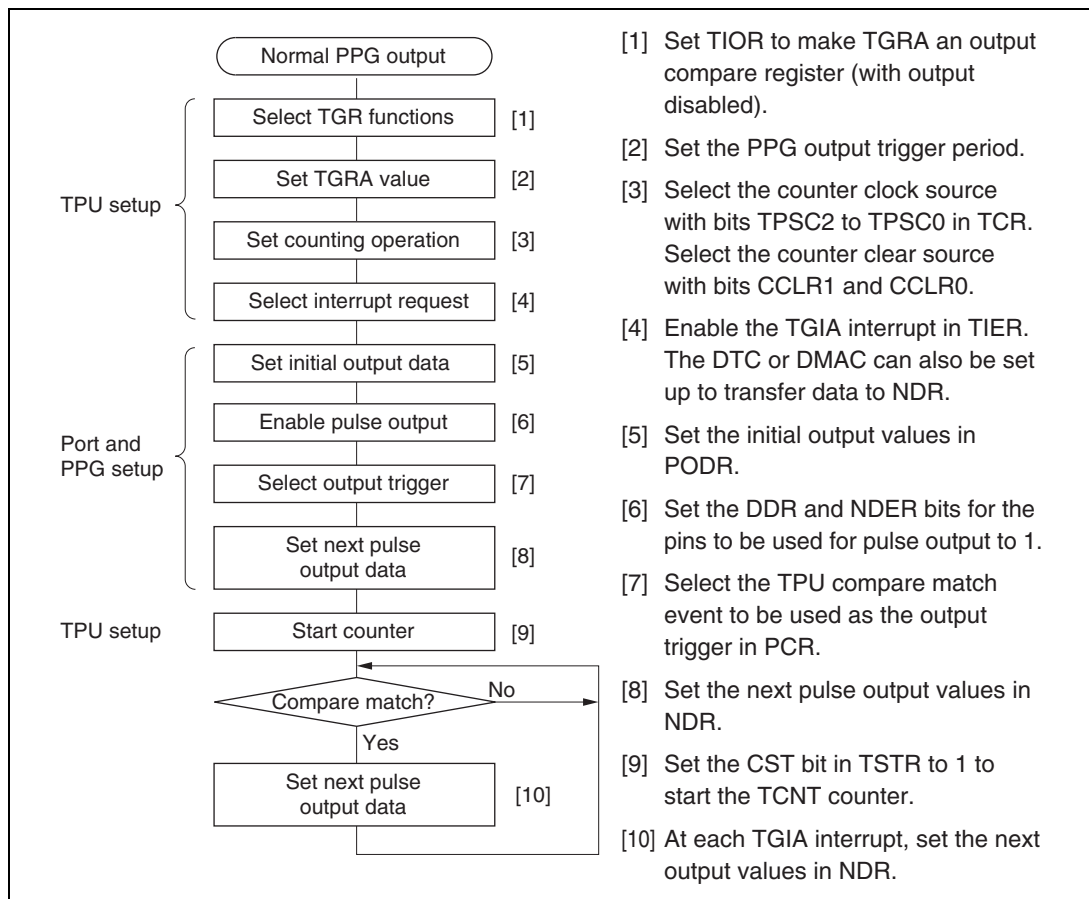 Normal PPG output
Select TGR functions [1]
Set TGRA value [2]
TPU setup
Set counting operation [3]
Select interrupt request [4]
Set initial output data [5]
Enable pulse output [6]
Port and
PPG setup
Select output trigger [7]
Set next pulse
output data [8]
TPU setup
Start counter [9]
Compare match?
No
Yes
Set next pulse
output data [10]
[1] Set TIOR to make TGRA an output
compare register (with output
disabled).
[2] Set the PPG output trigger period.
[3] Select the counter clock source
with bits TPSC2 to TPSC0 in TCR.
Select the counter clear source
with bits CCLR1 and CCLR0.
[4] Enable the TGIA interrupt in TIER.
The DTC or DMAC can also be set
up to transfer data to NDR.
[5] Set the initial output values in
PODR.
[6] Set the DDR and NDER bits for the
pins to be used for pulse output to 1.
[7] Select the TPU compare match
event to be used as the output
trigger in PCR.
[8] Set the next pulse output values in
NDR.
[9] Set the CST bit in TSTR to 1 to
start the TCNT counter.
[10] At each TGIA interrupt, set the next
output values in NDR.